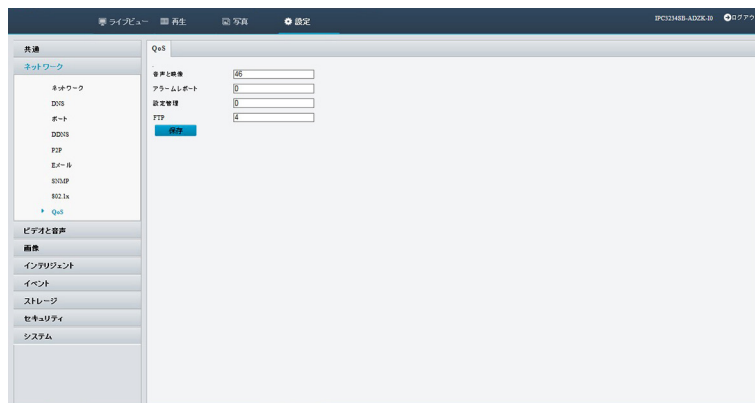 ライブビュー 再生 写真 設定 IPC3234SB-ADZK-I0 ログアウ
共通
ネットワーク
ネットワーク
DNS
ポート
DDNS
P2P
Eメール
SNMP
802.1x
QoS
ビデオと音声
画像
インテリジェント
イベント
ストレージ
セキュリティ
システム
QoS
音声と映像 46
アラームレポート 0
設定管理 0
FTP 4
保存